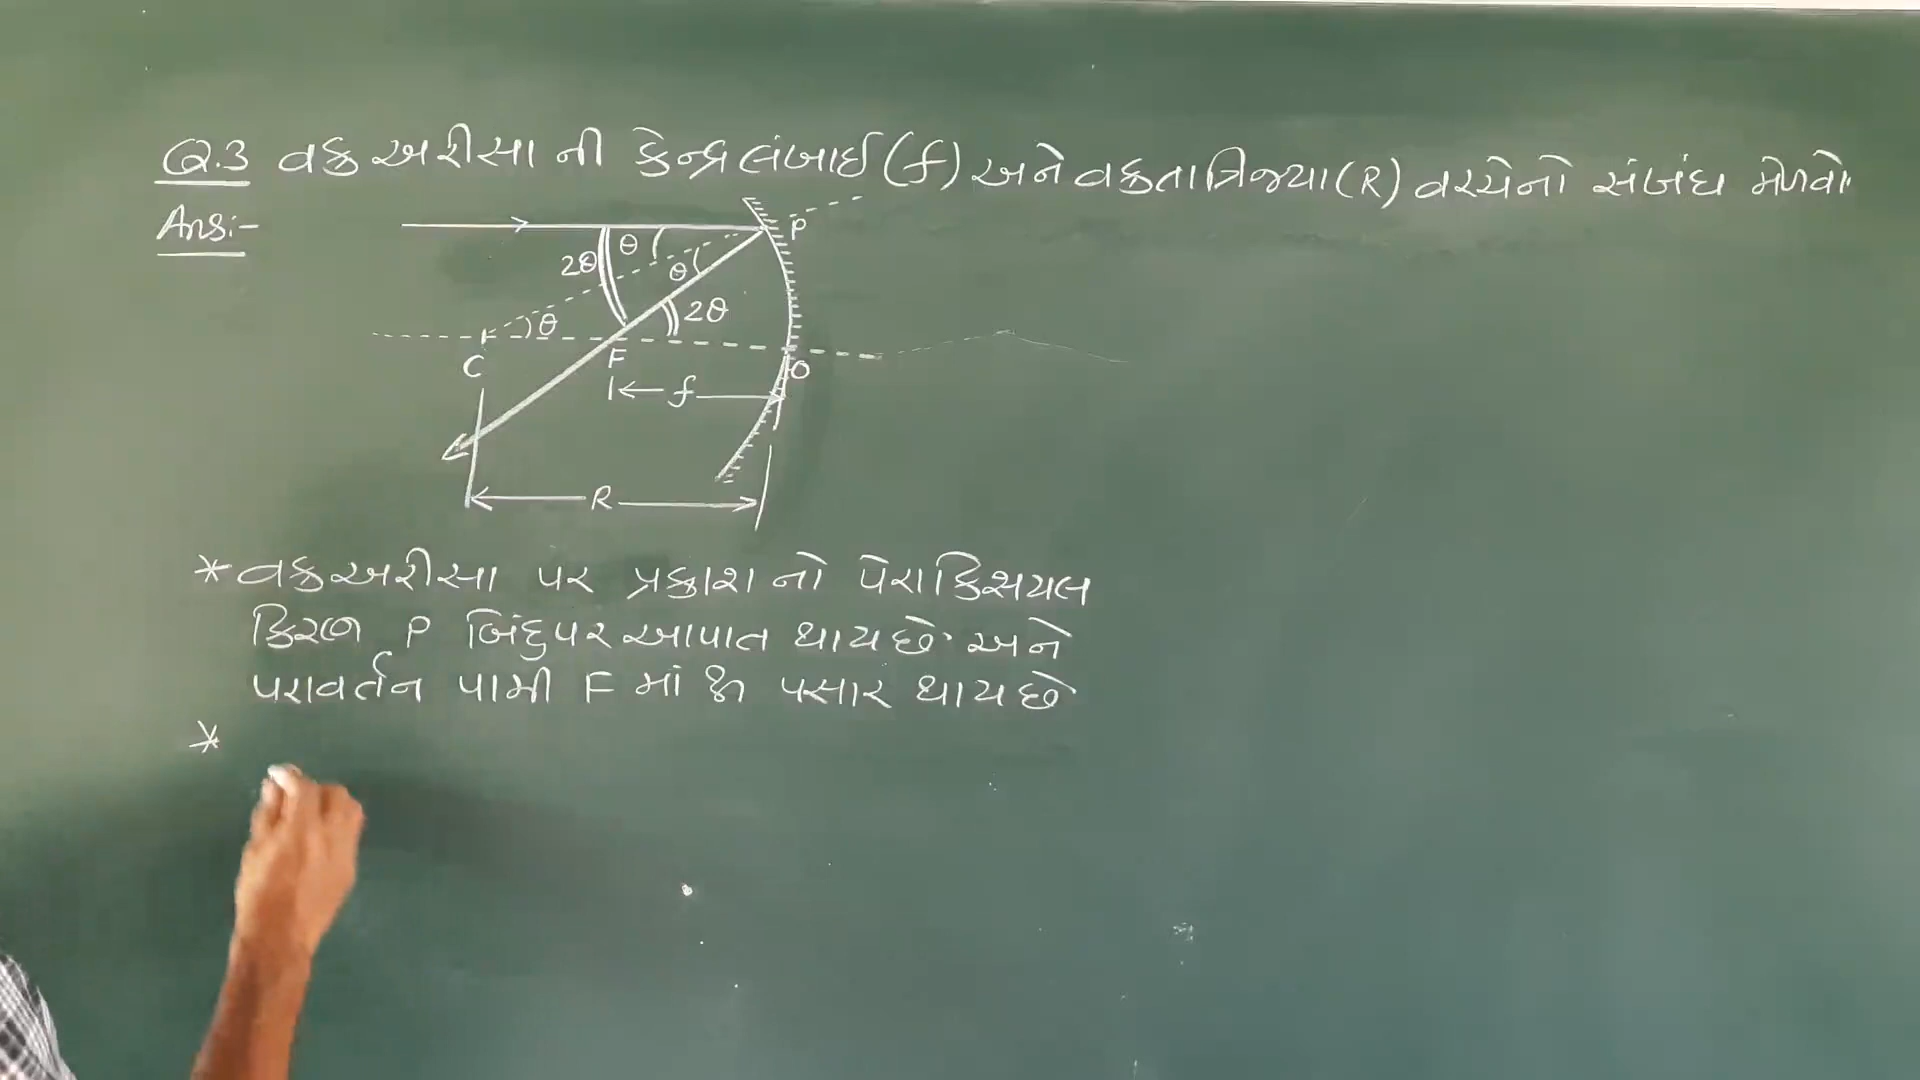 Q.3 વક્રઅરીસા ની કેન્દ્રલંબાઈ (f) અને વક્રતાત્રિજ્યા (R) વચ્ચેનો સંબંધ મેળવો
Ans:-
P
θ
2θ
θ
2θ
θ
C
F
O
f
R
* વક્રઅરીસા પર પ્રકાશનો પેરાક્સિયલ
કિરણ P બિંદુપર આપાત થાય છે. અને
પરાવર્તન પામી F માં થી પસાર થાય છે
*